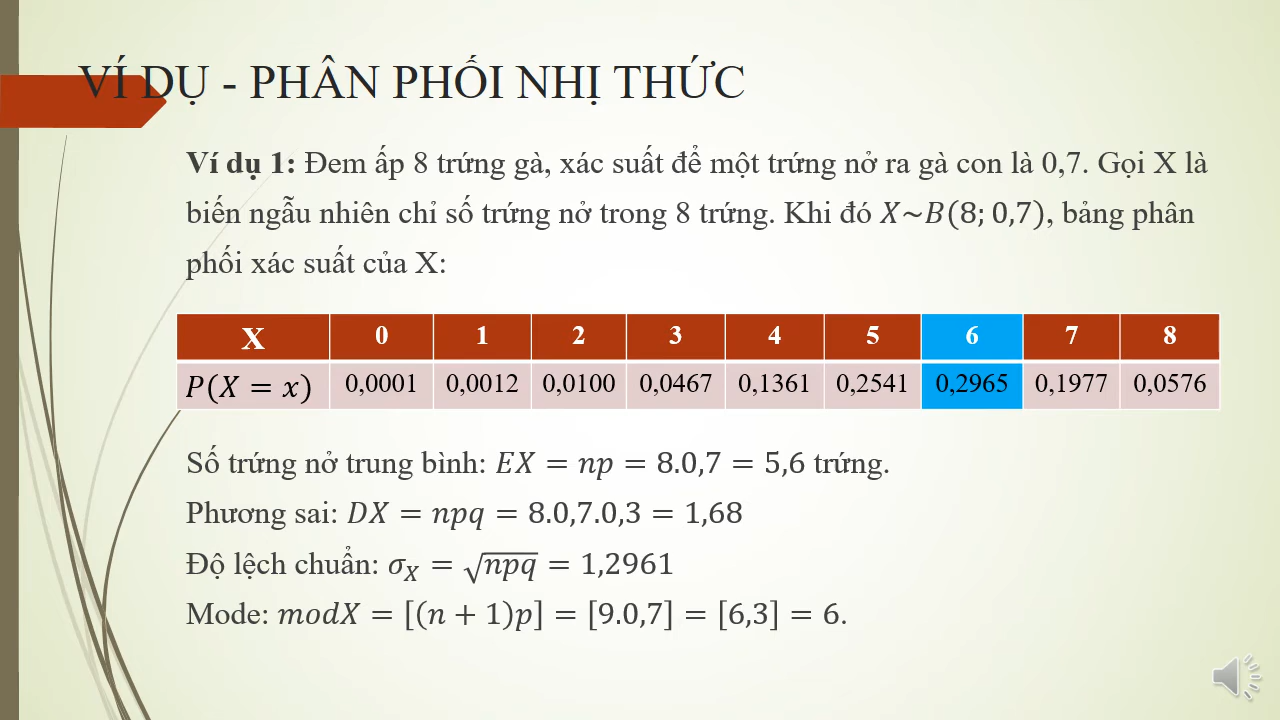 VÍ DỤ - PHÂN PHỐI NHỊ THỨC
Ví dụ 1: Đem ấp 8 trứng gà, xác suất để một trứng nở ra gà con là 0,7. Gọi X là
biến ngẫu nhiên chỉ số trứng nở trong 8 trứng. Khi đó X~B(8; 0,7), bảng phân
phối xác suất của X:
X 0 1 2 3 4 5 6 7 8
P(X = x) 0,0001 0,0012 0,0100 0,0467 0,1361 0,2541 0,2965 0,1977 0,0576
Số trứng nở trung bình: EX = np = 8.0,7 = 5,6 trứng.
Phương sai: DX = npq = 8.0,7.0,3 = 1,68
Độ lệch chuẩn: σ_X = √npq = 1,2961
Mode: modX = [(n + 1)p] = [9.0,7] = [6,3] = 6.